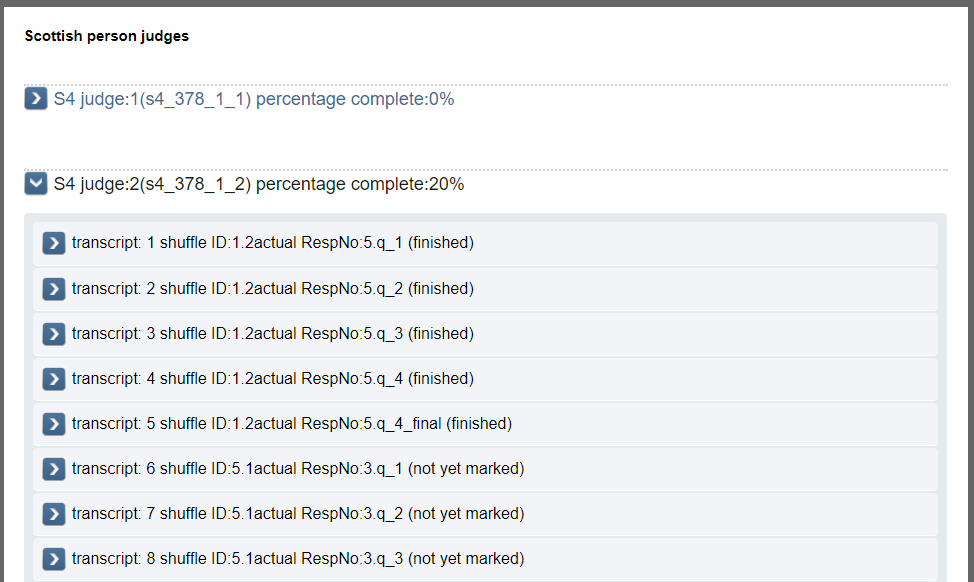 Scottish person judges
S4 judge:1(s4_378_1_1) percentage complete:0%
S4 judge:2(s4_378_1_2) percentage complete:20%
transcript: 1 shuffle ID:1.2actual RespNo:5.q_1 (finished)
transcript: 2 shuffle ID:1.2actual RespNo:5.q_2 (finished)
transcript: 3 shuffle ID:1.2actual RespNo:5.q_3 (finished)
transcript: 4 shuffle ID:1.2actual RespNo:5.q_4 (finished)
transcript: 5 shuffle ID:1.2actual RespNo:5.q_4_final (finished)
transcript: 6 shuffle ID:5.1actual RespNo:3.q_1 (not yet marked)
transcript: 7 shuffle ID:5.1actual RespNo:3.q_2 (not yet marked)
transcript: 8 shuffle ID:5.1actual RespNo:3.q_3 (not yet marked)